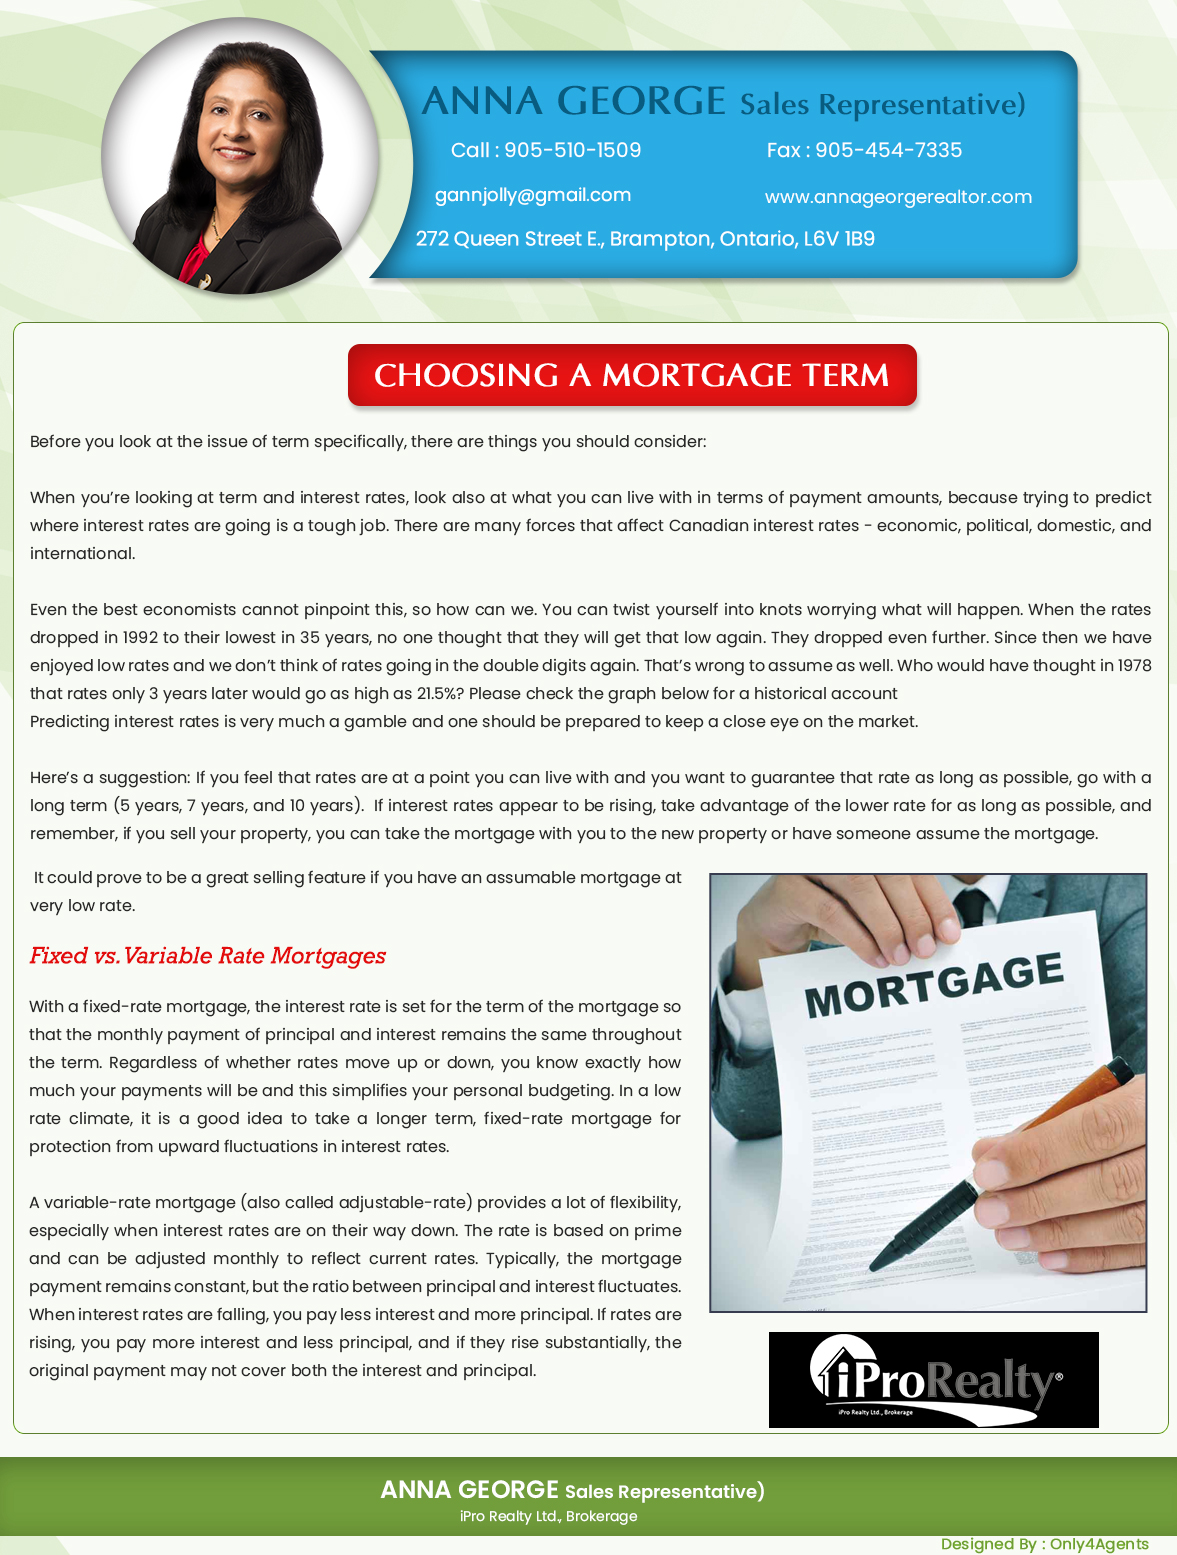 ANNA GEORGE Sales Representative)
Call : 905-510-1509
Fax : 905-454-7335
gannjolly@gmail.com
www.annageorgerealtor.com
272 Queen Street E., Brampton, Ontario, L6V 1B9
CHOOSING A MORTGAGE TERM
Before you look at the issue of term specifically, there are things you should consider:
When you’re looking at term and interest rates, look also at what you can live with in terms of payment amounts, because trying to predict
where interest rates are going is a tough job. There are many forces that affect Canadian interest rates - economic, political, domestic, and
international.
Even the best economists cannot pinpoint this, so how can we. You can twist yourself into knots worrying what will happen. When the rates
dropped in 1992 to their lowest in 35 years, no one thought that they will get that low again. They dropped even further. Since then we have
enjoyed low rates and we don’t think of rates going in the double digits again. That’s wrong to assume as well. Who would have thought in 1978
that rates only 3 years later would go as high as 21.5%? Please check the graph below for a historical account
Predicting interest rates is very much a gamble and one should be prepared to keep a close eye on the market.
Here’s a suggestion: If you feel that rates are at a point you can live with and you want to guarantee that rate as long as possible, go with a
long term (5 years, 7 years, and 10 years). If interest rates appear to be rising, take advantage of the lower rate for as long as possible, and
remember, if you sell your property, you can take the mortgage with you to the new property or have someone assume the mortgage.
It could prove to be a great selling feature if you have an assumable mortgage at
very low rate.
Fixed vs. Variable Rate Mortgages
With a fixed-rate mortgage, the interest rate is set for the term of the mortgage so
that the monthly payment of principal and interest remains the same throughout
the term. Regardless of whether rates move up or down, you know exactly how
much your payments will be and this simplifies your personal budgeting. In a low
rate climate, it is a good idea to take a longer term, fixed-rate mortgage for
protection from upward fluctuations in interest rates.
A variable-rate mortgage (also called adjustable-rate) provides a lot of flexibility,
especially when interest rates are on their way down. The rate is based on prime
and can be adjusted monthly to reflect current rates. Typically, the mortgage
payment remains constant, but the ratio between principal and interest fluctuates.
When interest rates are falling, you pay less interest and more principal. If rates are
rising, you pay more interest and less principal, and if they rise substantially, the
original payment may not cover both the interest and principal.
MORTGAGE
iProRealty®
iPro Realty Ltd., Brokerage
ANNA GEORGE Sales Representative)
iPro Realty Ltd., Brokerage
Designed By : Only4Agents